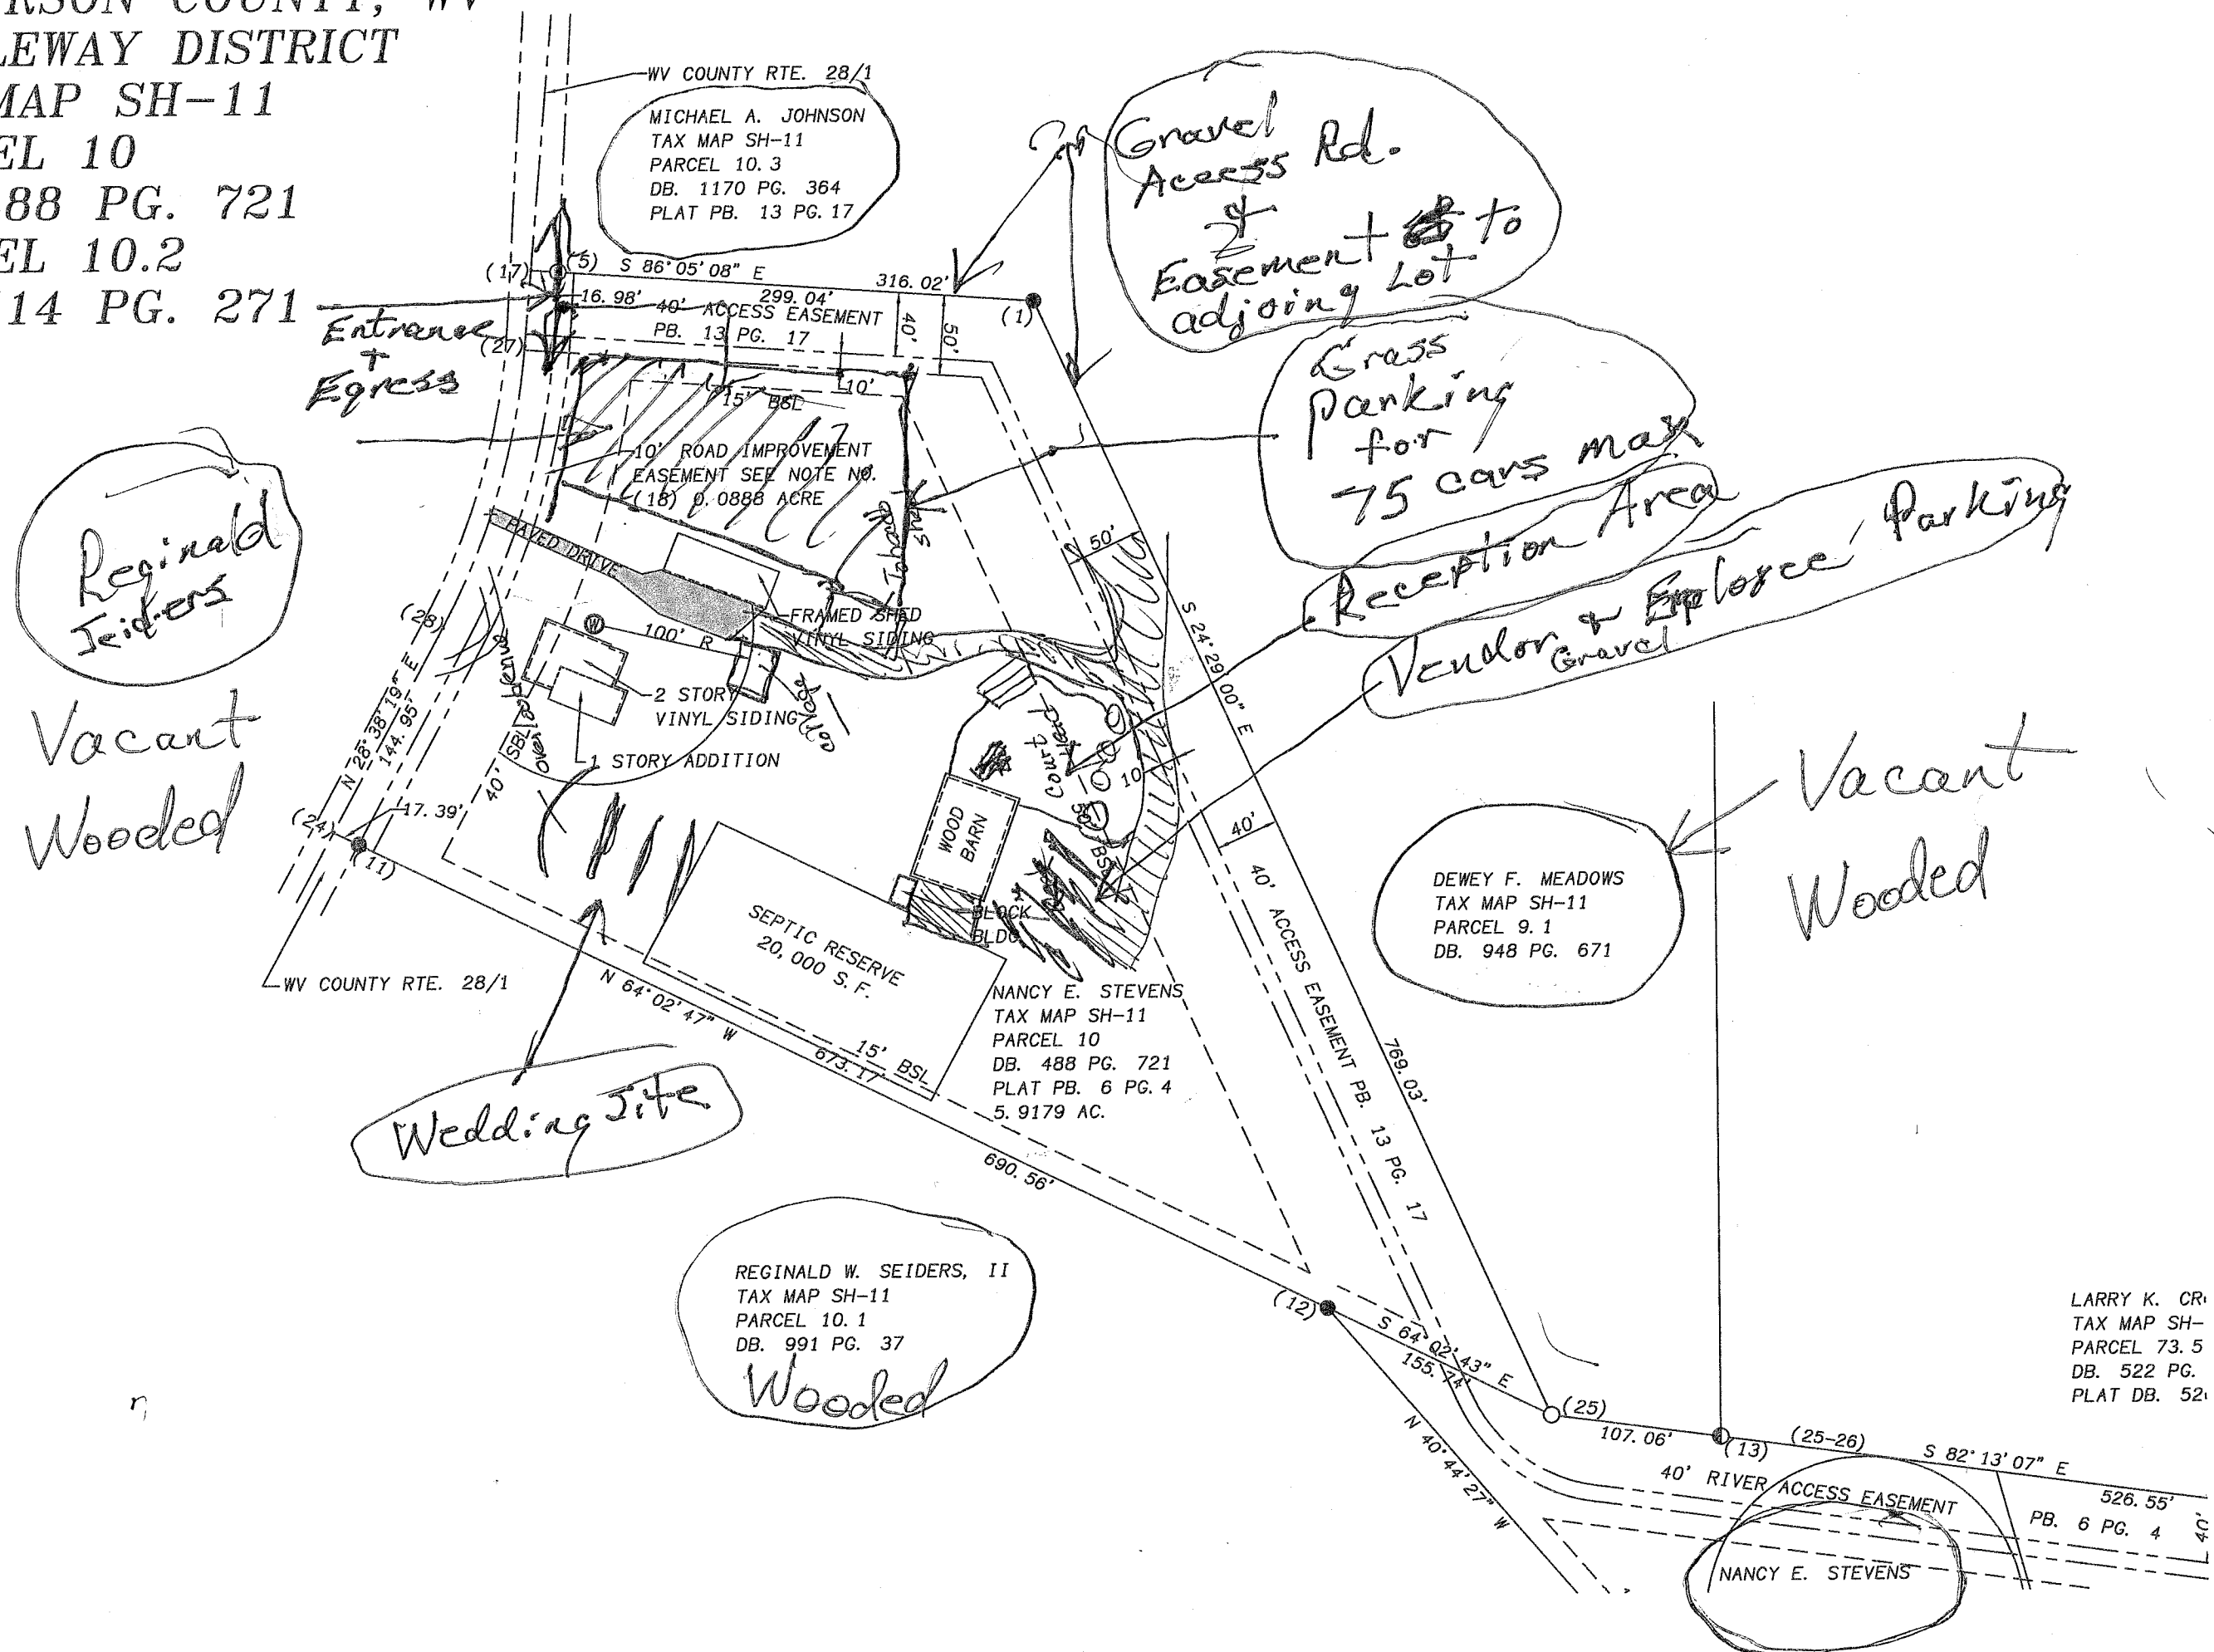 RSON COUNTY, WV
LEWAY DISTRICT
MAP SH-11
EL 10
88 PG. 721
EL 10.2
14 PG. 271
WV COUNTY RTE. 28/1
MICHAEL A. JOHNSON
TAX MAP SH-11
PARCEL 10.3
DB. 1170 PG. 364
PLAT PB. 13 PG. 17
Gravel
Access Rd.
+
Easement to
adjoing Lot
(17)
(5)
S 86°05'08" E
316.02'
(1)
16.98'
299.04'
40' ACCESS EASEMENT
PB. 13 PG. 17
40'
50'
Entrance
+
Egress
(27)
10'
15' BSL
Grass
Parking
for
75 cars max
10' ROAD IMPROVEMENT
EASEMENT SEE NOTE NO.
(18) 0.0888 ACRE
Reginald
Seiders
Vacant
Wooded
PAVED DRIVE
50'
Reception Area
Vendor & Employee Parking
Gravel
FRAMED SHED
VINYL SIDING
100' R
W
(28)
S 24°29'00" E
2 STORY
VINYL SIDING
1 STORY ADDITION
N 28°38'19" E
144.95'
40' SBL
17.39'
(24)
(11)
Court
10'
50' BSL
WOOD
BARN
BLOCK
BLDG
40'
Vacant
Wooded
DEWEY F. MEADOWS
TAX MAP SH-11
PARCEL 9.1
DB. 948 PG. 671
SEPTIC RESERVE
20,000 S.F.
WV COUNTY RTE. 28/1
N 64°02'47" W
673.17'
15' BSL
NANCY E. STEVENS
TAX MAP SH-11
PARCEL 10
DB. 488 PG. 721
PLAT PB. 6 PG. 4
5.9179 AC.
40' ACCESS EASEMENT PB. 13 PG. 17
769.03'
Wedding Site
690.56'
REGINALD W. SEIDERS, II
TAX MAP SH-11
PARCEL 10.1
DB. 991 PG. 37
Wooded
(12)
S 64°02'43" E
155.74'
N 40°44'27" W
(25)
107.06'
(13)
(25-26)
S 82°13'07" E
526.55'
40' RIVER ACCESS EASEMENT
PB. 6 PG. 4
40'
NANCY E. STEVENS
LARRY K. CR
TAX MAP SH-
PARCEL 73.5
DB. 522 PG.
PLAT DB. 52